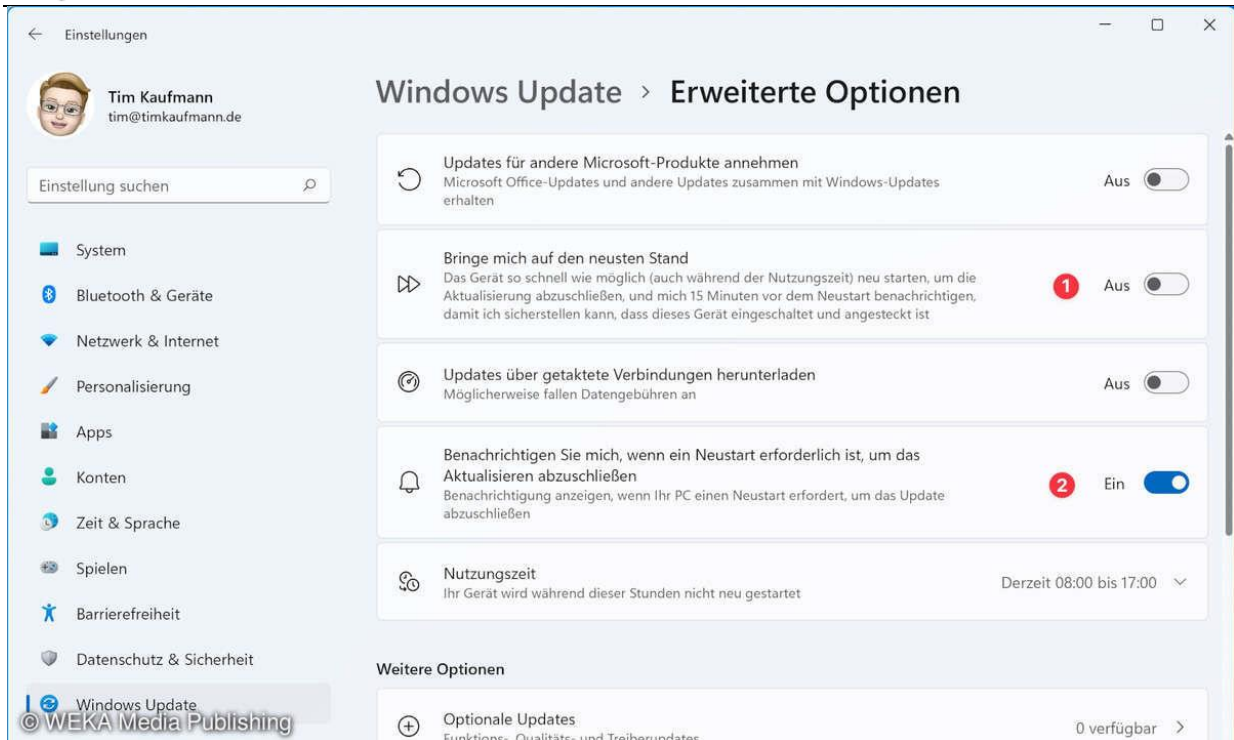 Einstellungen
Tim Kaufmann
tim@timkaufmann.de
Einstellung suchen
System
Bluetooth & Geräte
Netzwerk & Internet
Personalisierung
Apps
Konten
Zeit & Sprache
Spielen
Barrierefreiheit
Datenschutz & Sicherheit
Windows Update
© WEKA Media Publishing
Windows Update > Erweiterte Optionen
Updates für andere Microsoft-Produkte annehmen
Microsoft Office-Updates und andere Updates zusammen mit Windows-Updates
erhalten
Aus
Bringe mich auf den neusten Stand
Das Gerät so schnell wie möglich (auch während der Nutzungszeit) neu starten, um die
Aktualisierung abzuschließen, und mich 15 Minuten vor dem Neustart benachrichtigen,
damit ich sicherstellen kann, dass dieses Gerät eingeschaltet und angesteckt ist
1 Aus
Updates über getaktete Verbindungen herunterladen
Möglicherweise fallen Datengebühren an
Aus
Benachrichtigen Sie mich, wenn ein Neustart erforderlich ist, um das
Aktualisieren abzuschließen
Benachrichtigung anzeigen, wenn Ihr PC einen Neustart erfordert, um das Update
abzuschließen
2 Ein
Nutzungszeit
Ihr Gerät wird während dieser Stunden nicht neu gestartet
Derzeit 08:00 bis 17:00
Weitere Optionen
Optionale Updates
Funktions-, Qualitäts- und Treiberupdates
0 verfügbar